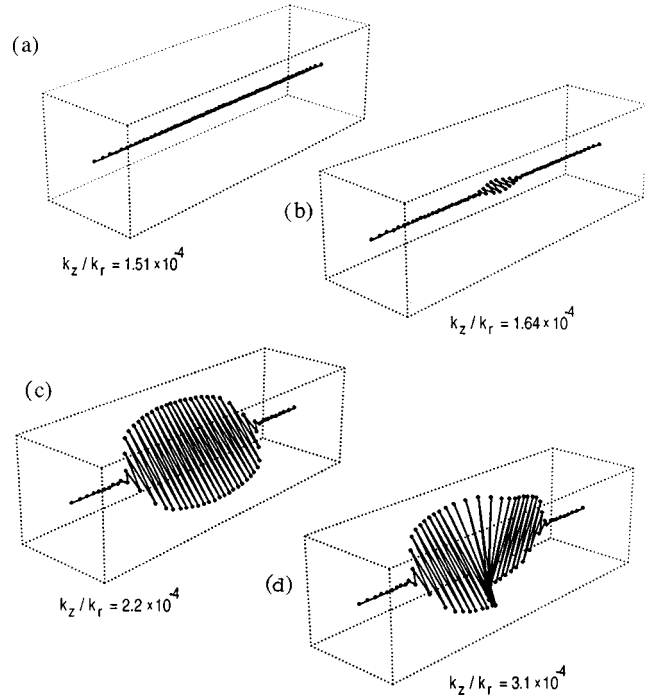 (a)
k_z / k_r = 1.51 × 10^-4
(b)
k_z / k_r = 1.64 × 10^-4
(c)
k_z / k_r = 2.2 × 10^-4
(d)
k_z / k_r = 3.1 × 10^-4